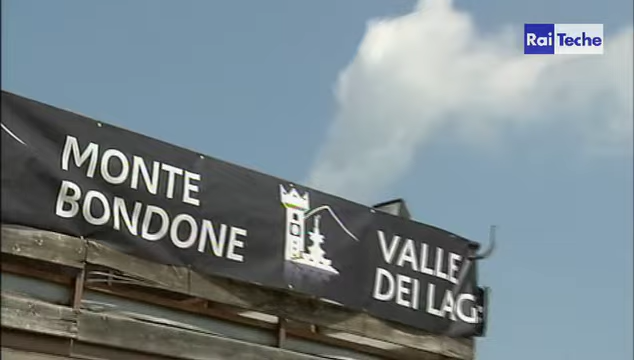 Rai Teche
MONTE
BONDONE
VALLE
DEI LAG